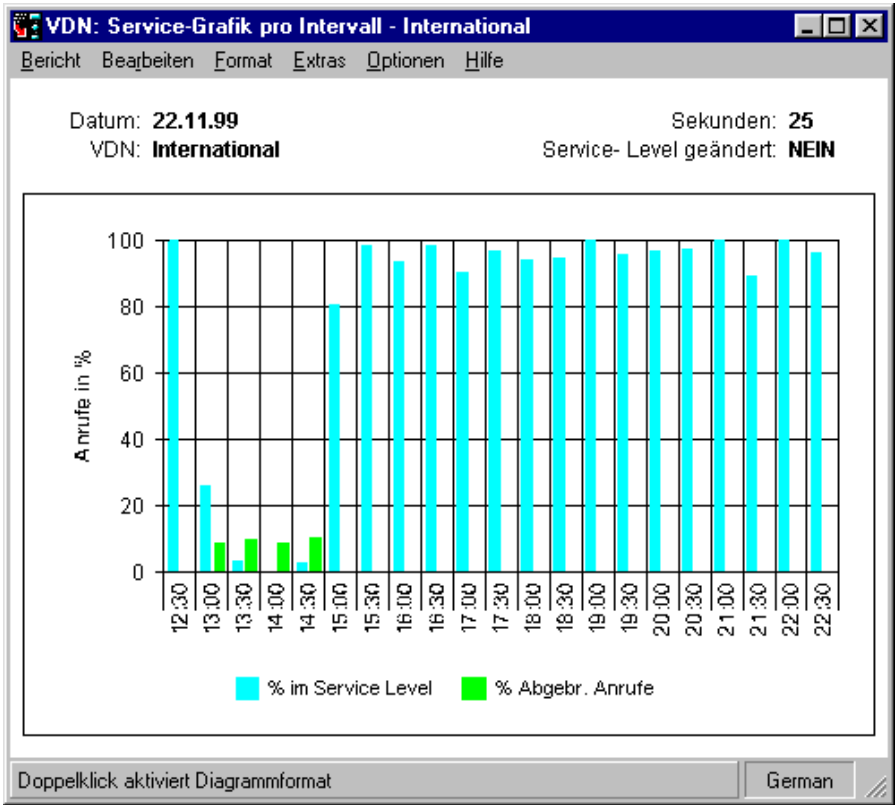 VDN: Service-Grafik pro Intervall - International
Bericht Bearbeiten Format Extras Optionen Hilfe
Datum: 22.11.99 Sekunden: 25
VDN: International Service- Level geändert: NEIN
Anrufe in %
100
80
60
40
20
0
12:30 13:00 13:30 14:00 14:30 15:00 15:30 16:00 16:30 17:00 17:30 18:00 18:30 19:00 19:30 20:00 20:30 21:00 21:30 22:00 22:30
% im Service Level % Abgebr. Anrufe
Doppelklick aktiviert Diagrammformat German